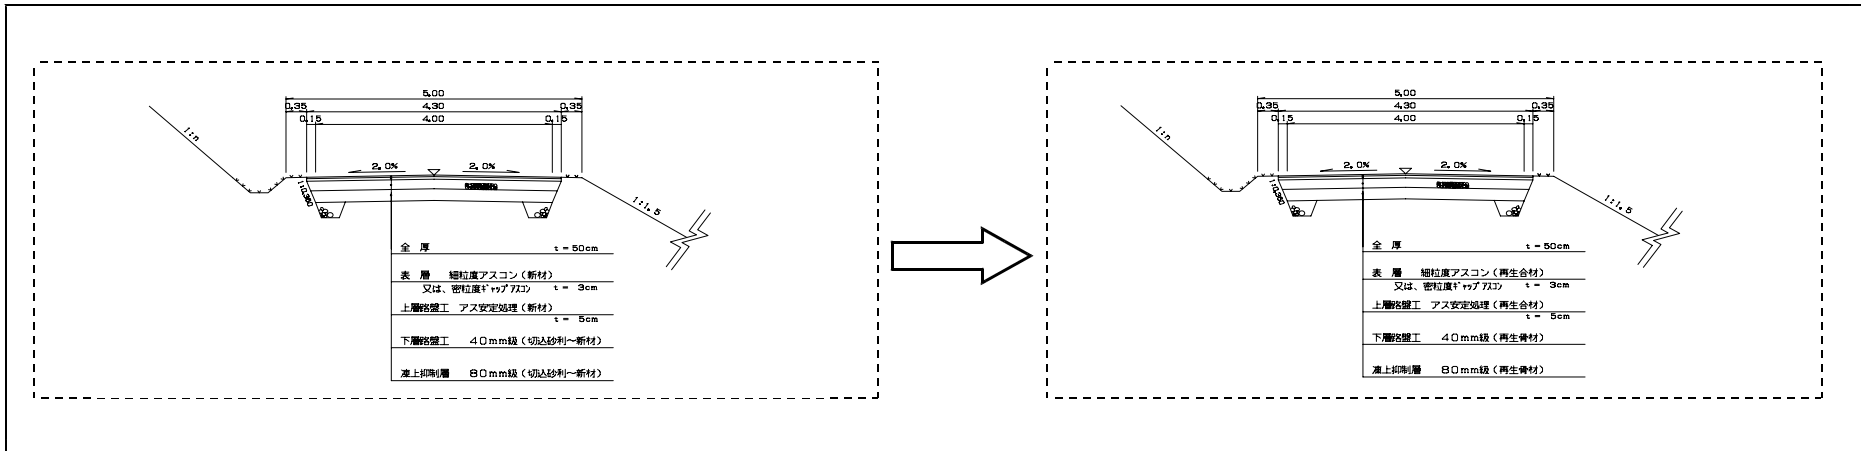 5.00
0.35 4.30 0.35
0.15 4.00 0.15
1:n
2.0% 2.0%
1:0.350
1:1.5
全 厚 t = 50cm
表 層 細粒度アスコン（新材）
又は、密粒度ギャップアスコン t = 3cm
上層路盤工 アス安定処理（新材）
t = 5cm
下層路盤工 40mm級（切込砂利～新材）
凍上抑制層 80mm級（切込砂利～新材）
5.00
0.35 4.30 0.35
0.15 4.00 0.15
1:n
2.0% 2.0%
1:0.350
1:1.5
全 厚 t = 50cm
表 層 細粒度アスコン（再生合材）
又は、密粒度ギャップアスコン t = 3cm
上層路盤工 アス安定処理（再生合材）
t = 5cm
下層路盤工 40mm級（再生骨材）
凍上抑制層 80mm級（再生骨材）